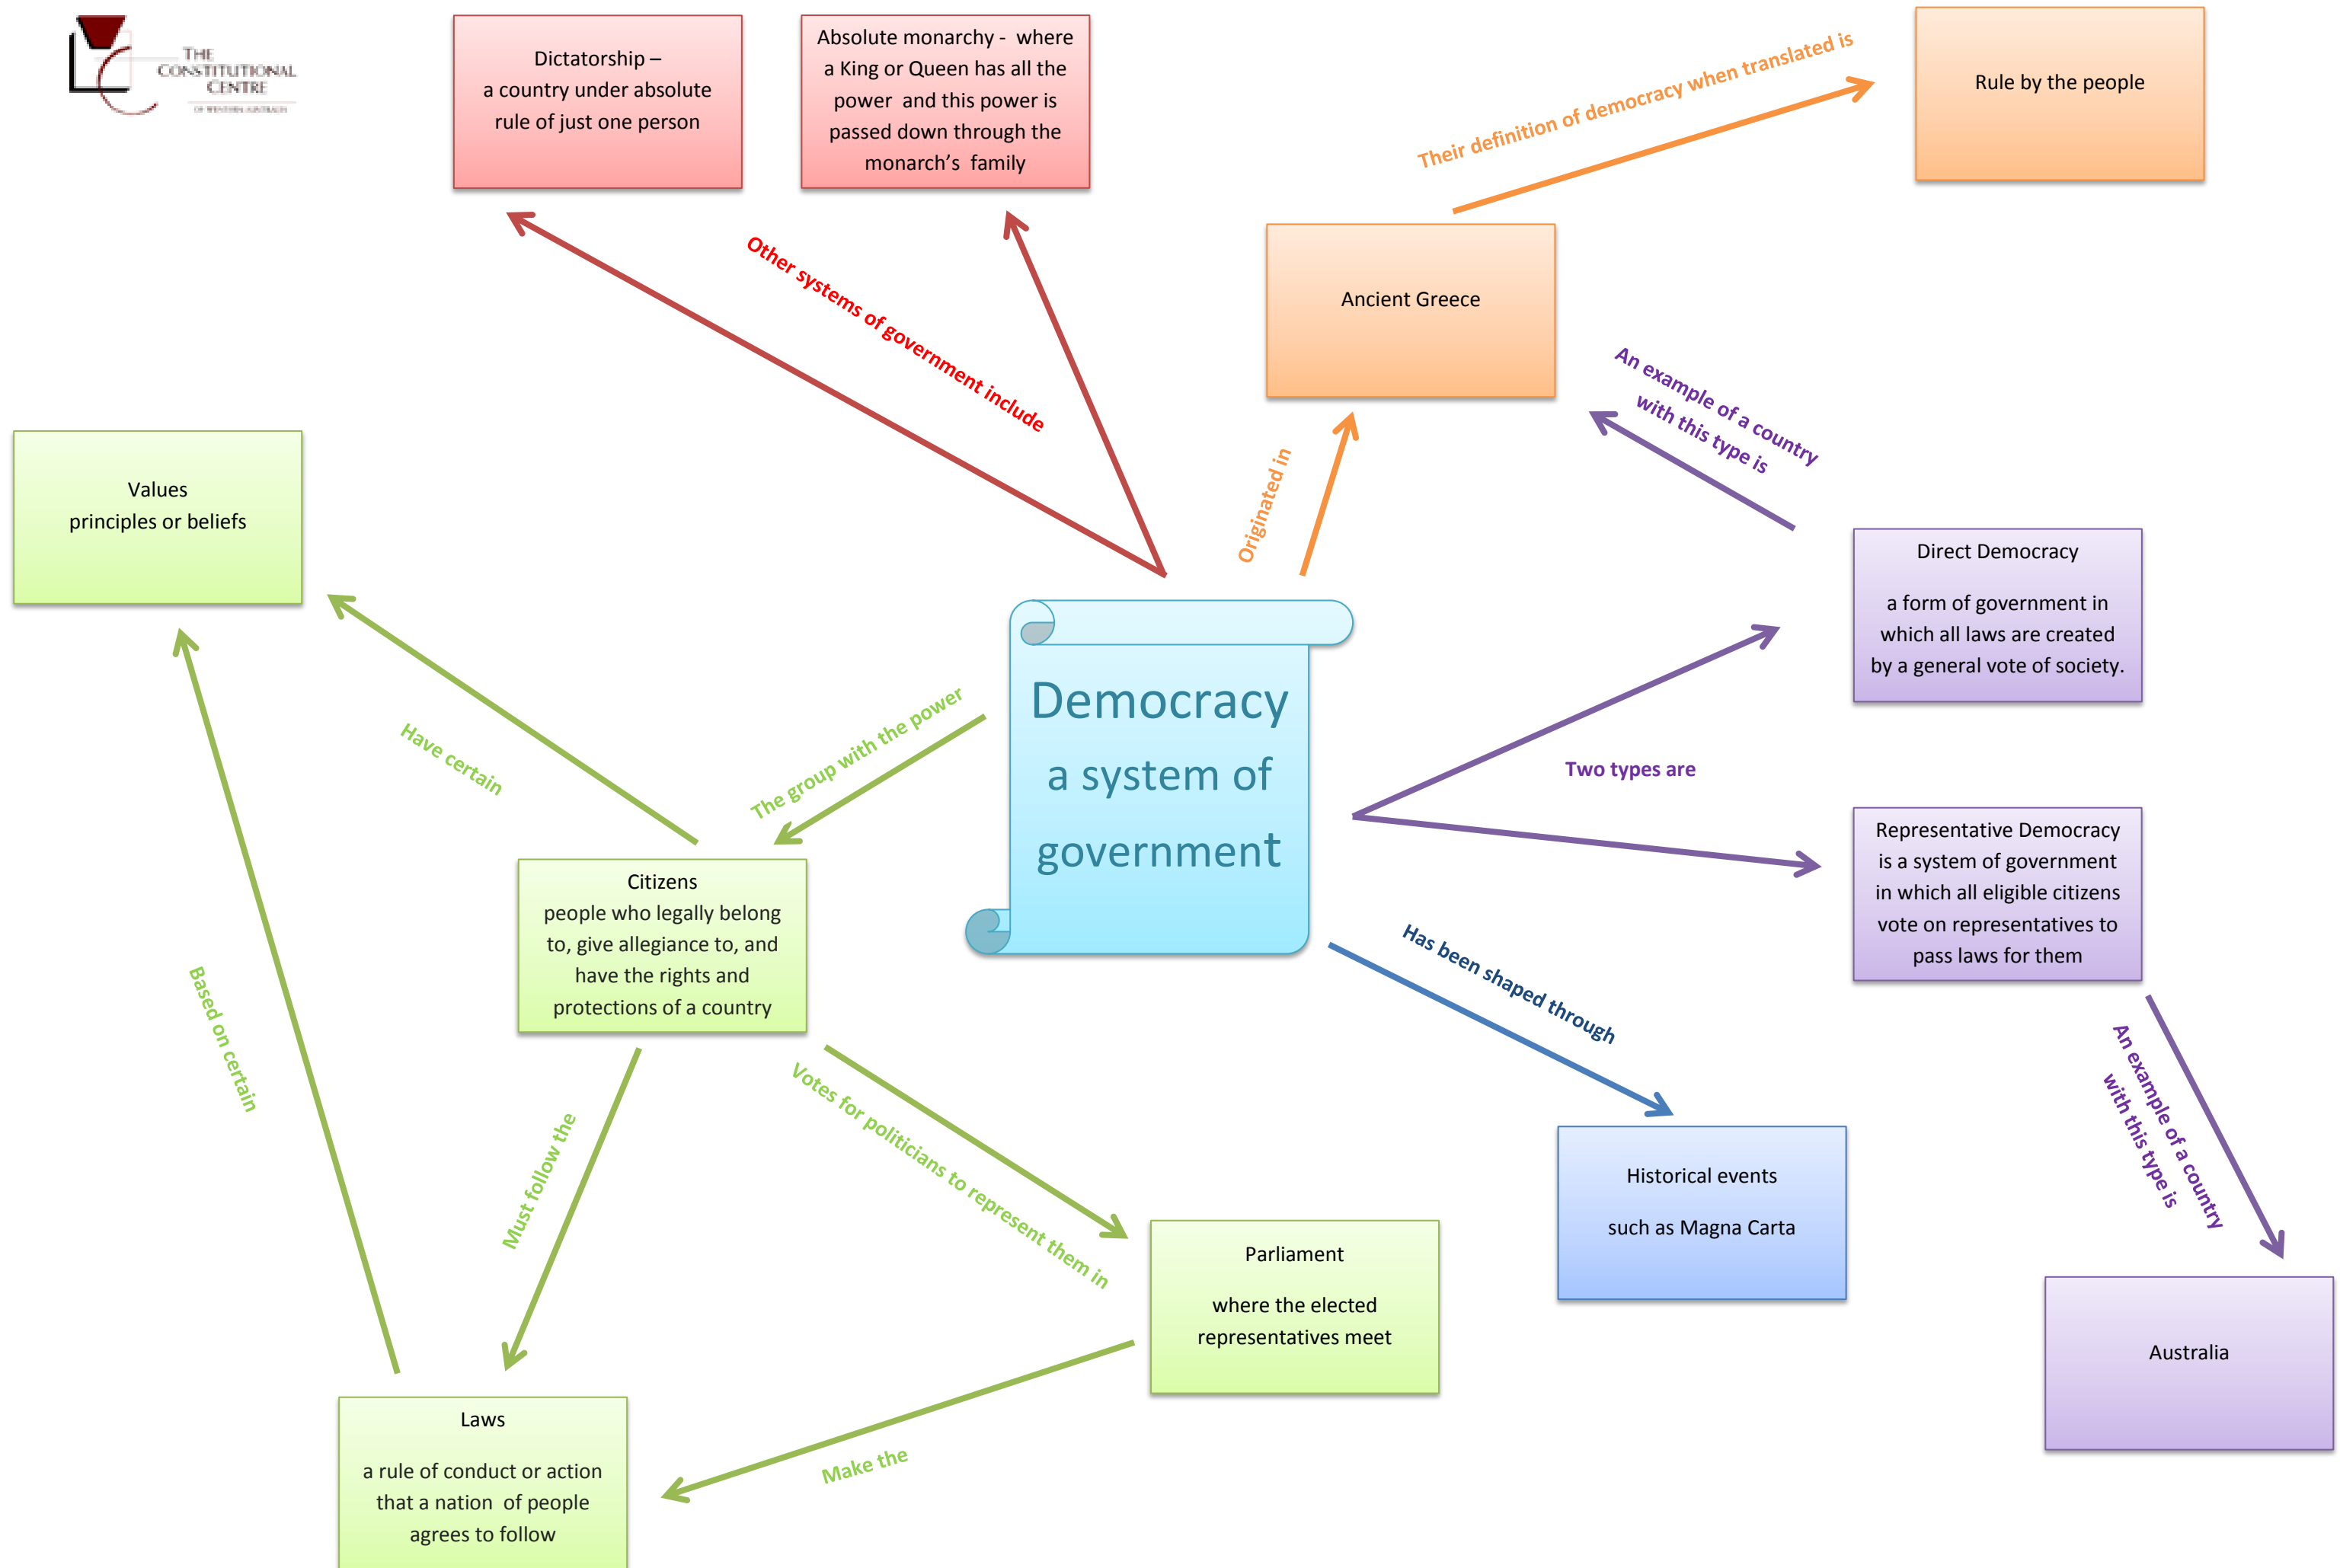 THE
CONSTITUTIONAL
CENTRE
OF WESTERN AUSTRALIA
Dictatorship –
a country under absolute
rule of just one person
Absolute monarchy -  where
a King or Queen has all the
power  and this power is
passed down through the
monarch’s  family
Their definition of democracy when translated is
Rule by the people
Other systems of government include
Ancient Greece
An example of a country
with this type is
Originated in
Values
principles or beliefs
Direct Democracy
a form of government in
which all laws are created
by a general vote of society.
Have certain
The group with the power
Democracy
a system of
government
Two types are
Representative Democracy
is a system of government
in which all eligible citizens
vote on representatives to
pass laws for them
Citizens
people who legally belong
to, give allegiance to, and
have the rights and
protections of a country
Has been shaped through
Based on certain
Must follow the
Votes for politicians to represent them in
An example of a country
with this type is
Historical events
such as Magna Carta
Parliament
where the elected
representatives meet
Australia
Make the
Laws
a rule of conduct or action
that a nation  of people
agrees to follow